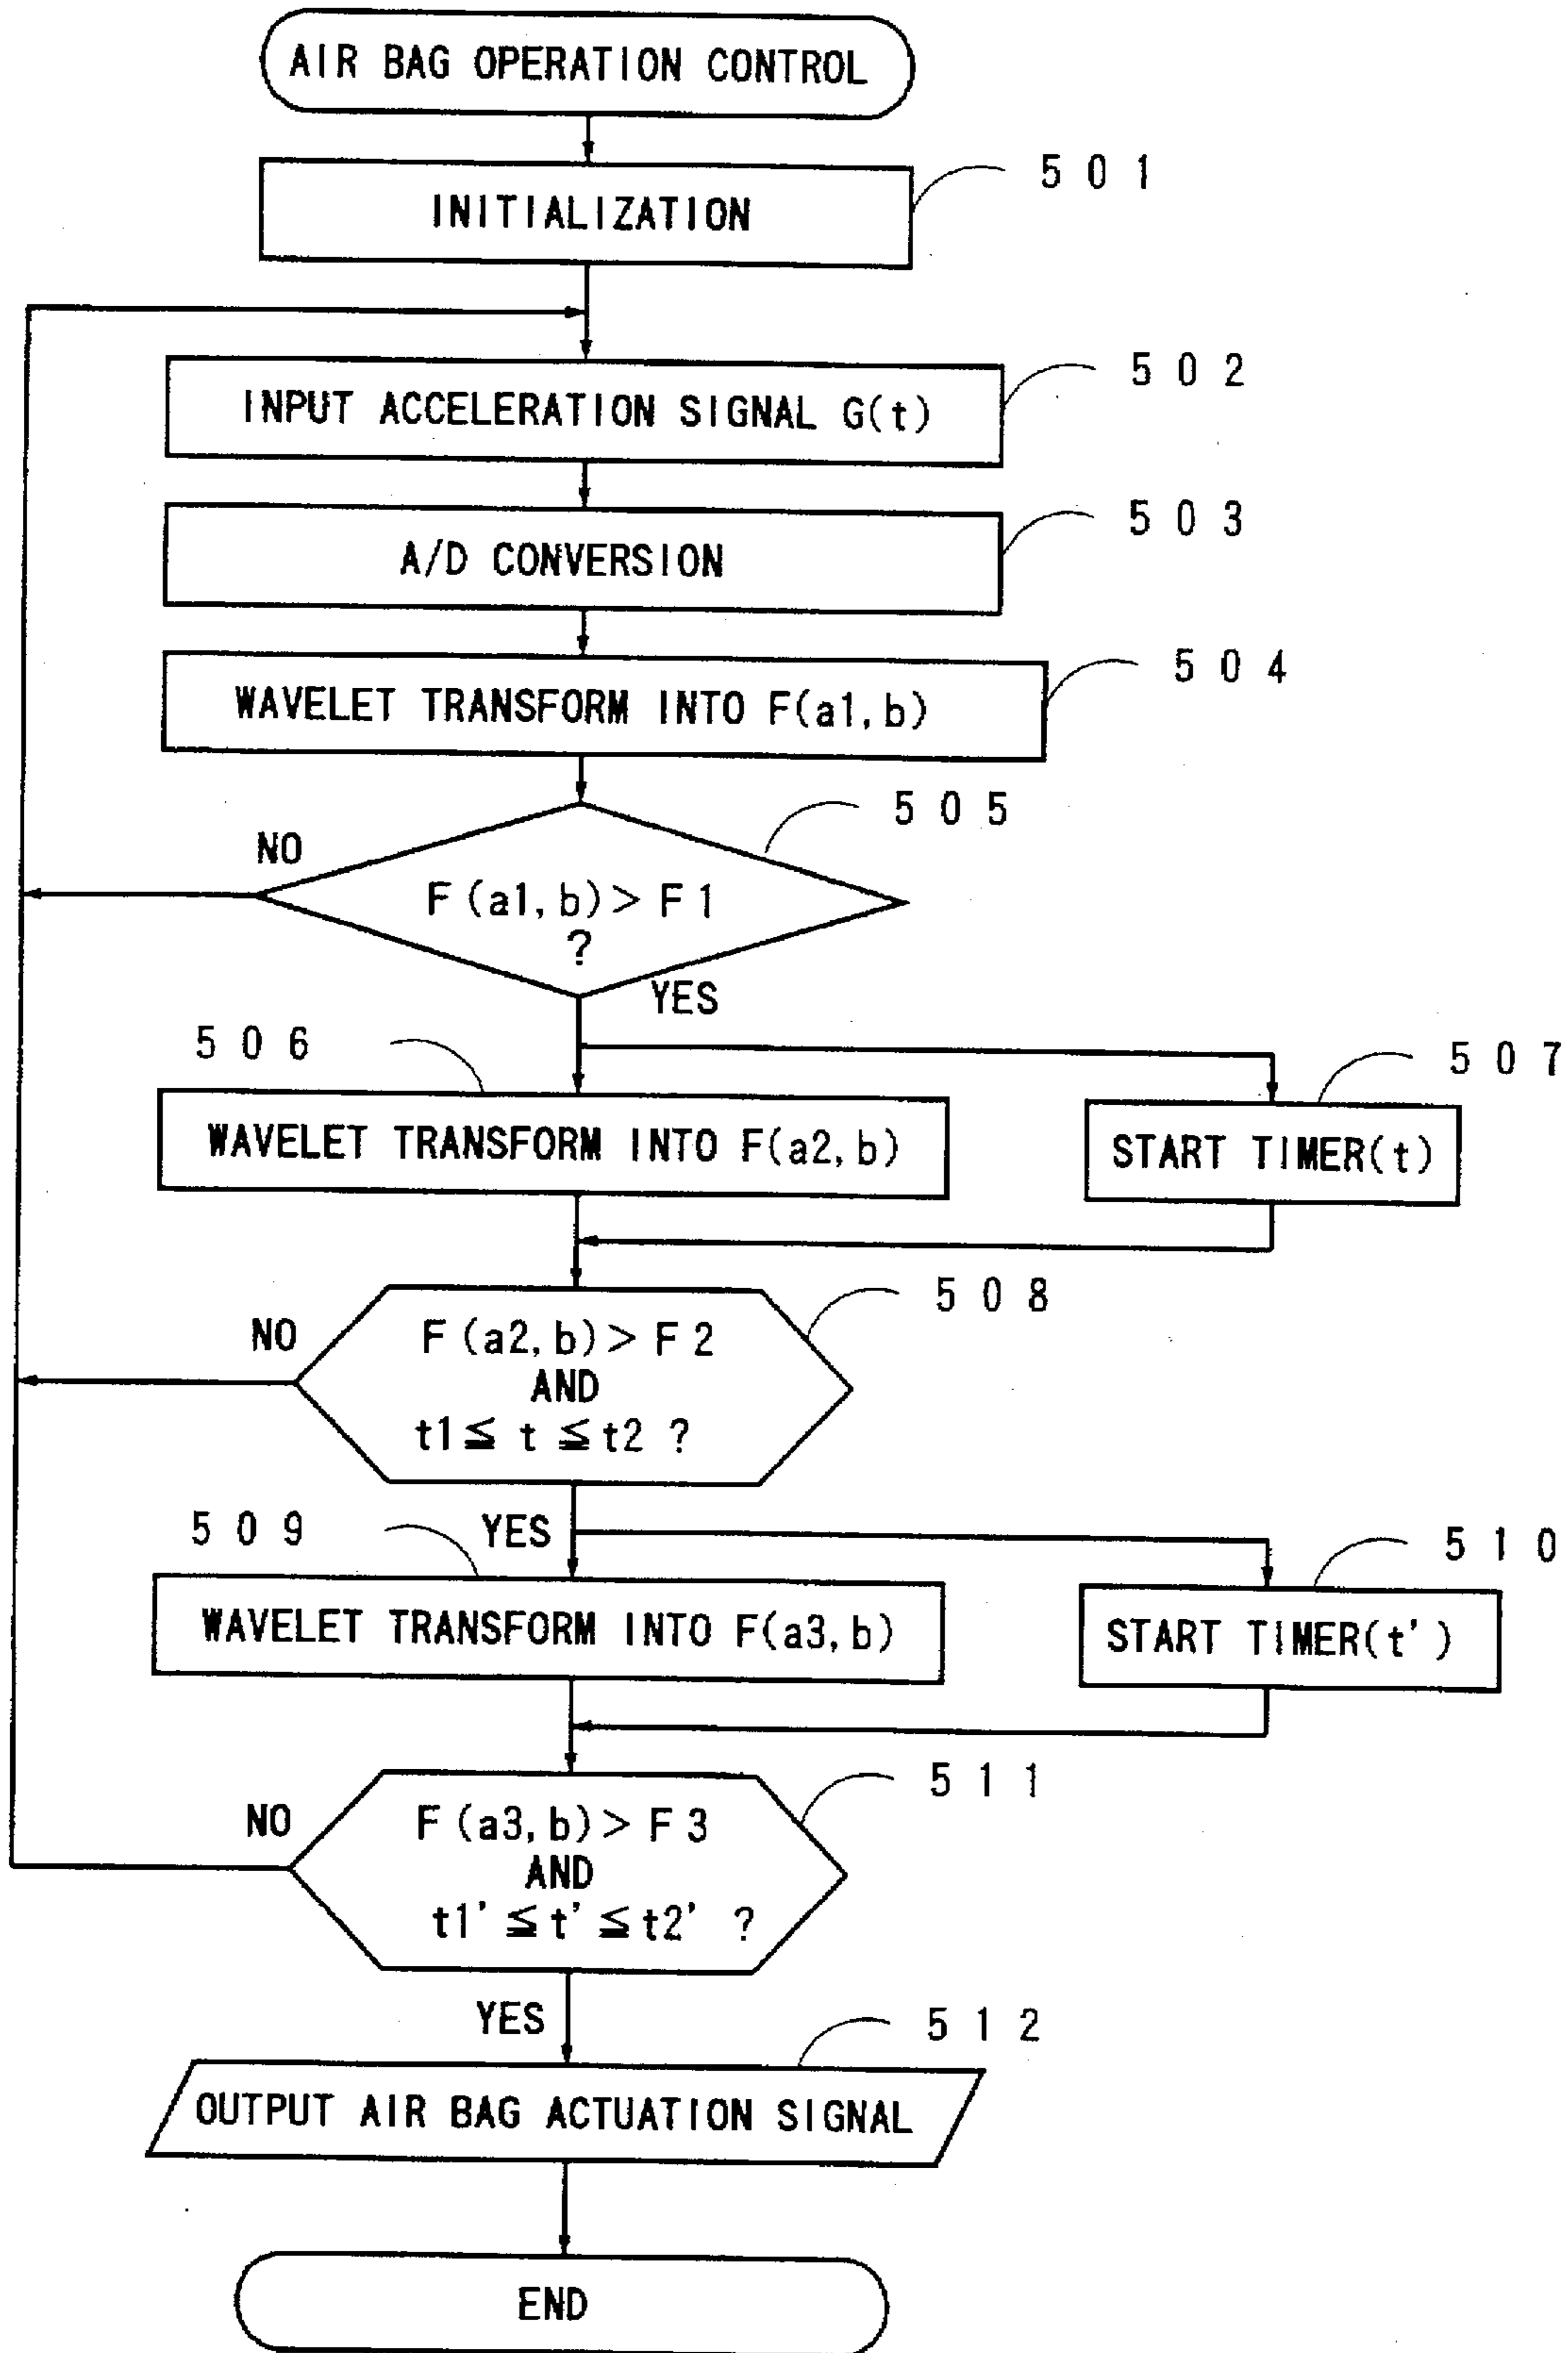 AIR BAG OPERATION CONTROL
501
INITIALIZATION
502
INPUT ACCELERATION SIGNAL G(t)
503
A/D CONVERSION
504
WAVELET TRANSFORM INTO F(a1,b)
505
NO
F(a1,b)> F1
?
YES
506
507
WAVELET TRANSFORM INTO F(a2,b)
START TIMER(t)
508
NO
F(a2,b)> F2
AND
t1≦ t ≦t2 ?
YES
509
510
WAVELET TRANSFORM INTO F(a3,b)
START TIMER(t')
511
NO
F(a3,b)> F3
AND
t1'≦t'≦t2' ?
YES
512
OUTPUT AIR BAG ACTUATION SIGNAL
END